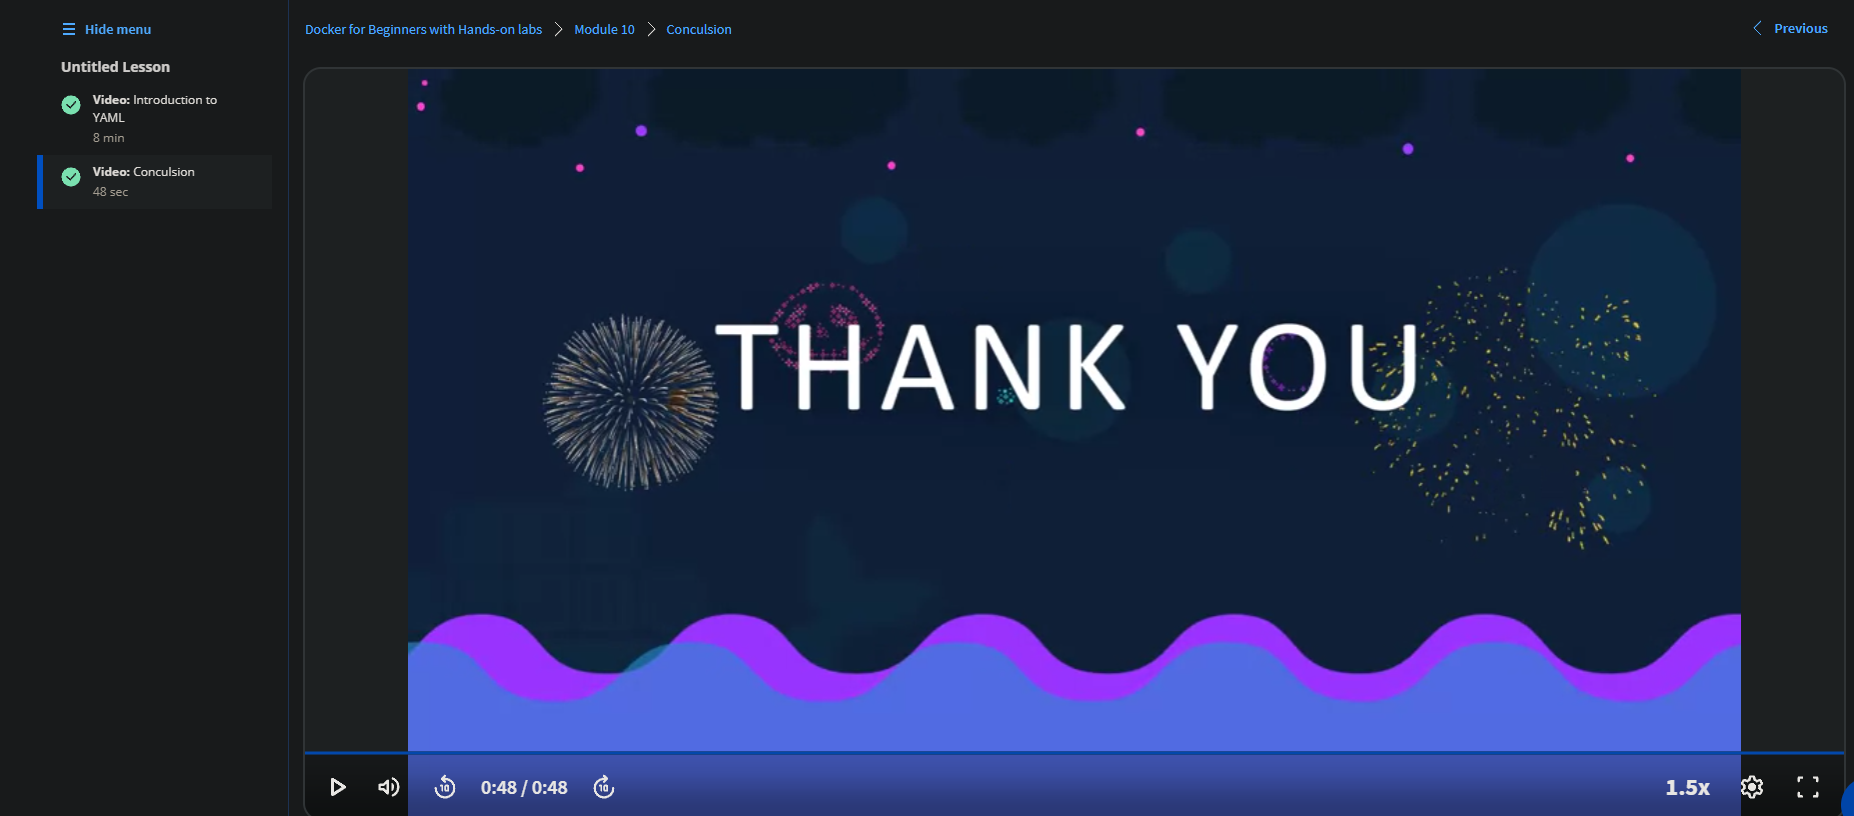 Hide menu
Docker for Beginners with Hands-on labs > Module 10 > Conculsion
Previous
Untitled Lesson
Video: Introduction to
YAML
8 min
Video: Conculsion
48 sec
THANK YOU
10
0:48 / 0:48
10
1.5x